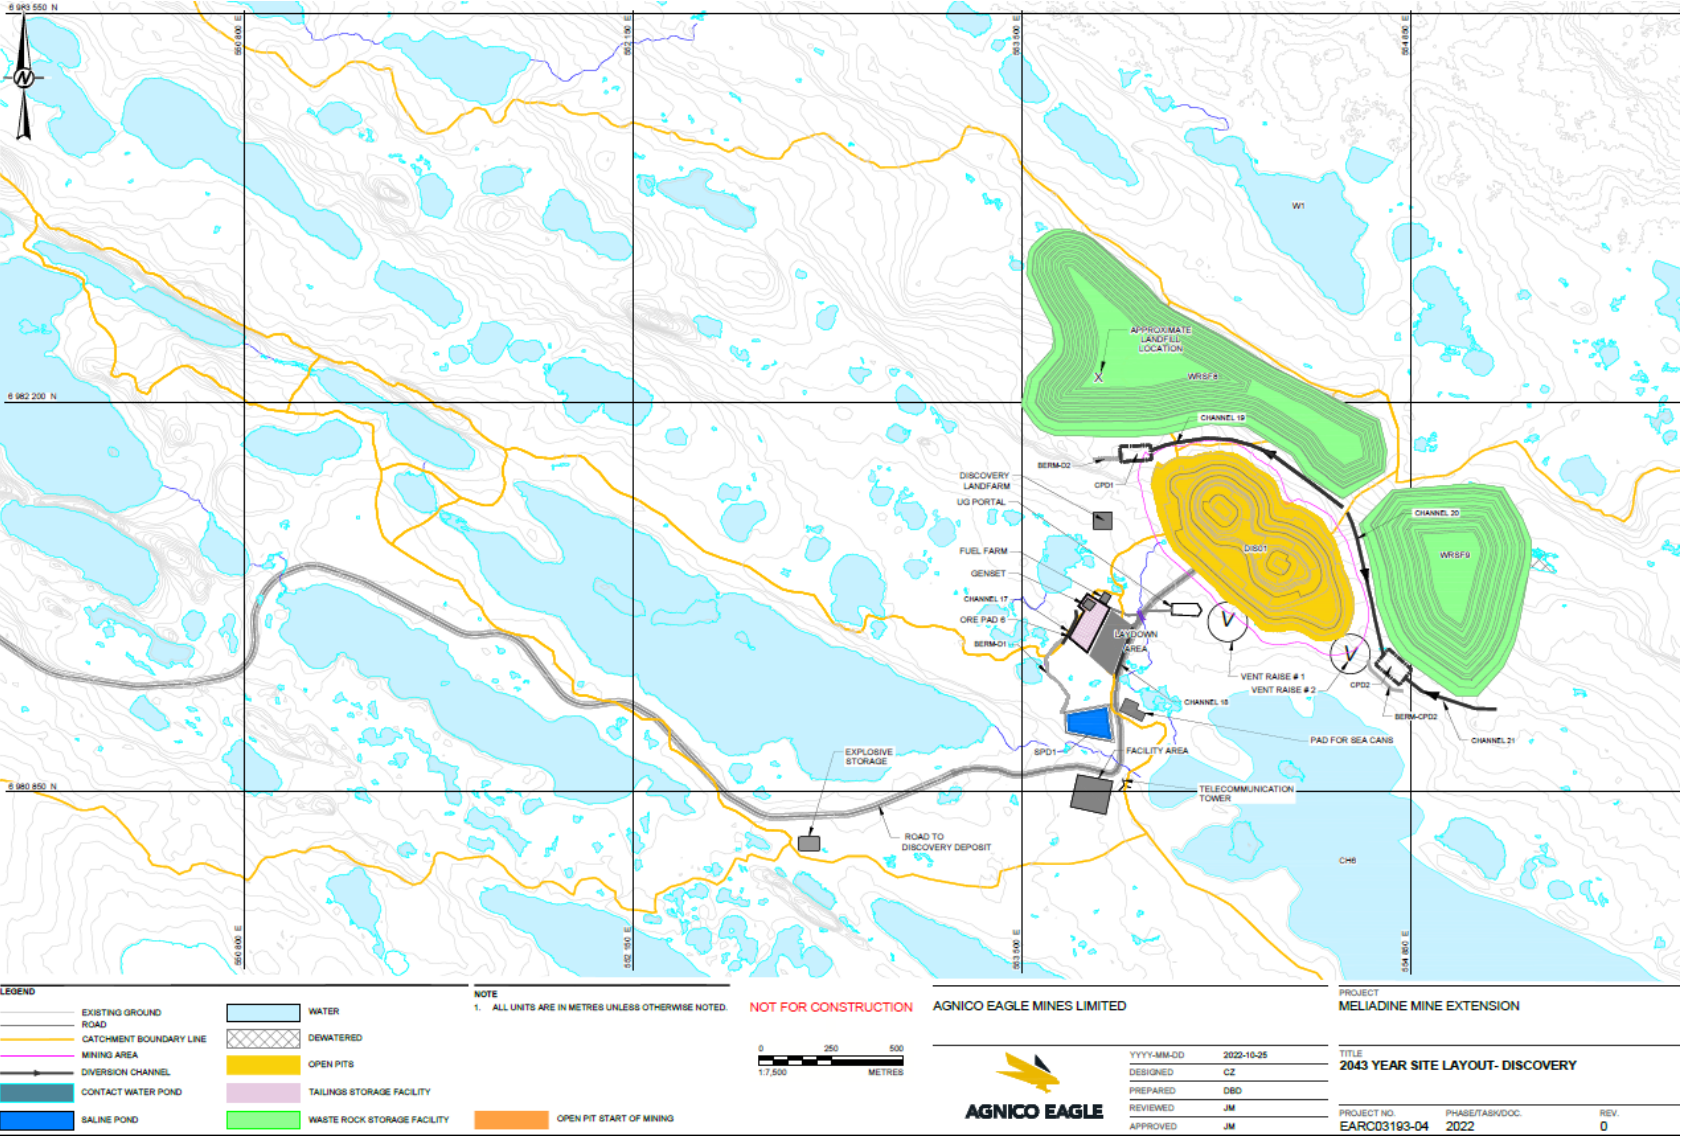 6 983 550 N
550 800 E
552 150 E
553 500 E
554 850 E
N
W1
APPROXIMATE
LANDFILL
LOCATION
X
WRSF8
6 982 200 N
CHANNEL 19
BERM-D2
CPD1
DISCOVERY
LANDFARM
UG PORTAL
CHANNEL 20
DIS01
WRSF9
FUEL FARM
GENSET
CHANNEL 17
ORE PAD 6
BERM-D1
LAYDOWN
AREA
V
V
VENT RAISE # 1
VENT RAISE # 2
CPD2
CHANNEL 18
BERM-CPD2
CHANNEL 21
PAD FOR SEA CANS
SPD1
FACILITY AREA
EXPLOSIVE
STORAGE
6 980 850 N
TELECOMMUNICATION
TOWER
ROAD TO
DISCOVERY DEPOSIT
CH6
550 800 E
552 150 E
553 500 E
554 850 E
LEGEND
EXISTING GROUND
ROAD
CATCHMENT BOUNDARY LINE
MINING AREA
DIVERSION CHANNEL
CONTACT WATER POND
SALINE POND
WATER
DEWATERED
OPEN PITS
TAILINGS STORAGE FACILITY
WASTE ROCK STORAGE FACILITY
OPEN PIT START OF MINING
NOTE
1. ALL UNITS ARE IN METRES UNLESS OTHERWISE NOTED.
NOT FOR CONSTRUCTION
0 250 500
1:7,500 METRES
AGNICO EAGLE MINES LIMITED
AGNICO EAGLE
YYYY-MM-DD 2022-10-25
DESIGNED CZ
PREPARED DBD
REVIEWED JM
APPROVED JM
PROJECT
MELIADINE MINE EXTENSION
TITLE
2043 YEAR SITE LAYOUT- DISCOVERY
PROJECT NO. PHASE/TASK/DOC. REV.
EARC03193-04 2022 0